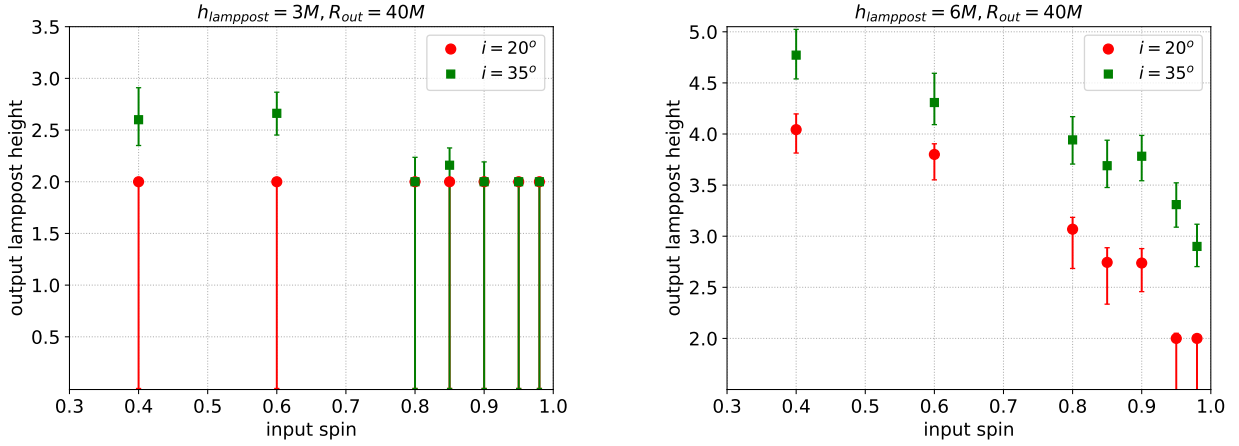 h_lamppost = 3M, R_out = 40M
output lamppost height
3.5
3.0
2.5
2.0
1.5
1.0
0.5
i = 20°
i = 35°
0.3 0.4 0.5 0.6 0.7 0.8 0.9 1.0
input spin
h_lamppost = 6M, R_out = 40M
output lamppost height
5.0
4.5
4.0
3.5
3.0
2.5
2.0
i = 20°
i = 35°
0.3 0.4 0.5 0.6 0.7 0.8 0.9 1.0
input spin